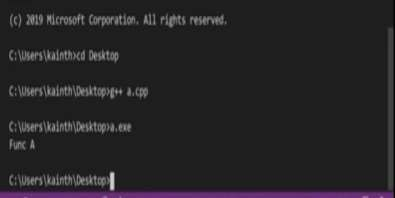 (c) 2019 Microsoft Corporation. All rights reserved.
C:\Users\kainth>cd Desktop
C:\Users\kainth\Desktop>g++ a.cpp
C:\Users\kainth\Desktop>a.exe
Func A
C:\Users\kainth\Desktop>